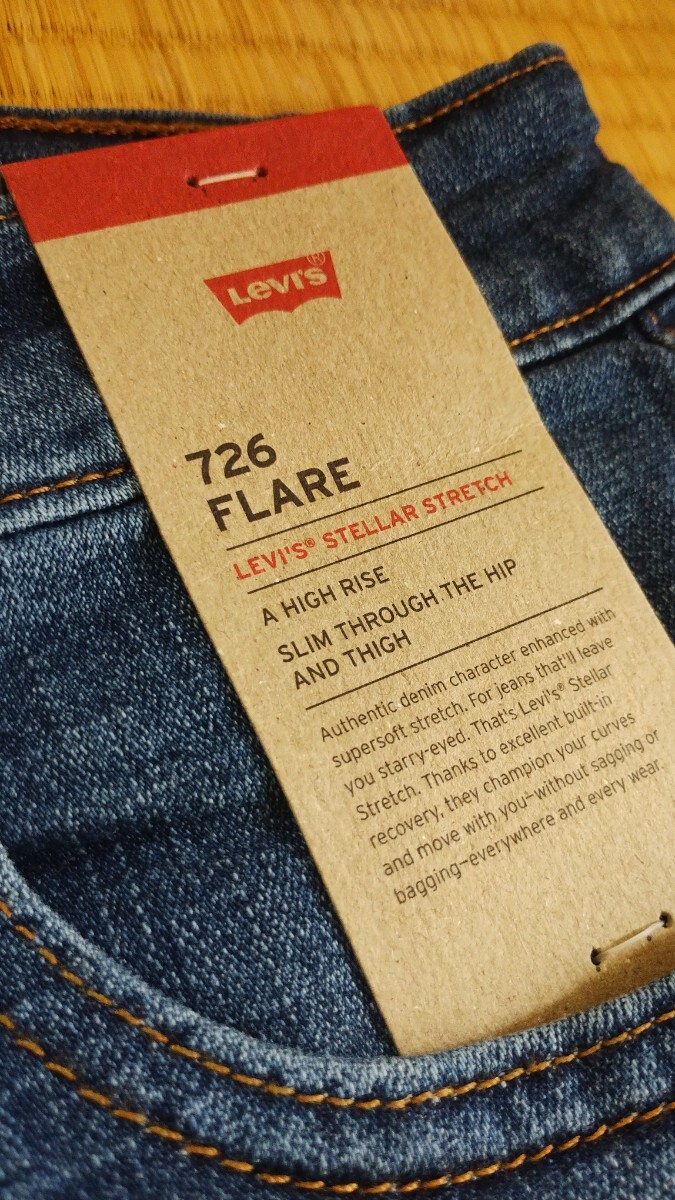 LEVI'S®
726
FLARE
LEVI'S® STELLAR STRETCH
A HIGH RISE
SLIM THROUGH THE HIP
AND THIGH
Authentic denim character enhanced with
supersoft stretch. For jeans that'll leave
you starry-eyed. That's Levi's® Stellar
Stretch. Thanks to excellent built-in
recovery, they champion your curves
and move with you—without sagging or
bagging—everywhere and every wear.